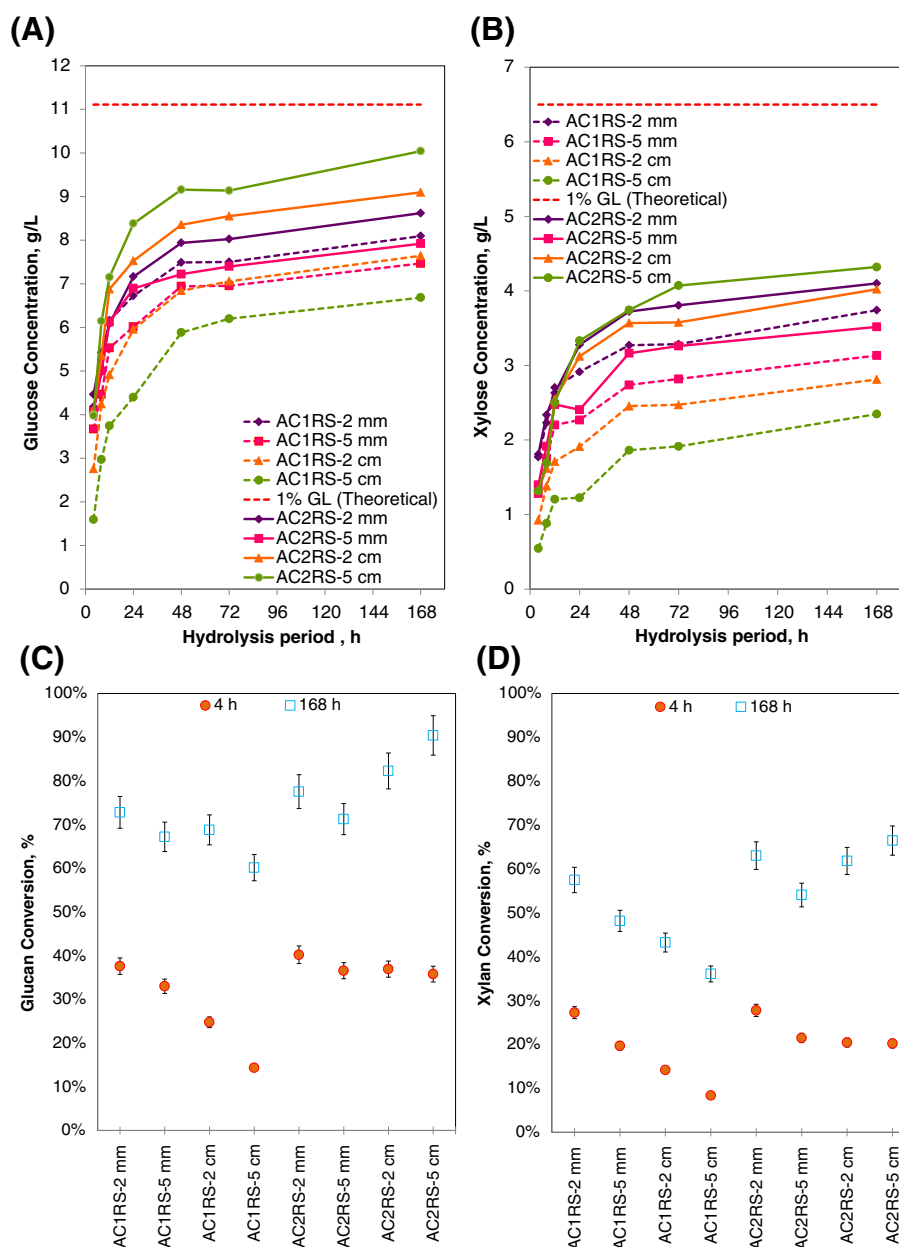 (A)
Glucose Concentration, g/L
12
11
10
9
8
7
6
5
4
3
2
1
0
AC1RS-2 mm
AC1RS-5 mm
AC1RS-2 cm
AC1RS-5 cm
1% GL (Theoretical)
AC2RS-2 mm
AC2RS-5 mm
AC2RS-2 cm
AC2RS-5 cm
0 24 48 72 96 120 144 168
Hydrolysis period , h
(B)
Xylose Concentration, g/L
7
6
5
4
3
2
1
0
AC1RS-2 mm
AC1RS-5 mm
AC1RS-2 cm
AC1RS-5 cm
1% GL (Theoretical)
AC2RS-2 mm
AC2RS-5 mm
AC2RS-2 cm
AC2RS-5 cm
0 24 48 72 96 120 144 168
Hydrolysis period, h
(C)
Glucan Conversion, %
100%
90%
80%
70%
60%
50%
40%
30%
20%
10%
0%
4 h 168 h
AC1RS-2 mm
AC1RS-5 mm
AC1RS-2 cm
AC1RS-5 cm
AC2RS-2 mm
AC2RS-5 mm
AC2RS-2 cm
AC2RS-5 cm
(D)
Xylan Conversion, %
100%
90%
80%
70%
60%
50%
40%
30%
20%
10%
0%
4 h 168 h
AC1RS-2 mm
AC1RS-5 mm
AC1RS-2 cm
AC1RS-5 cm
AC2RS-2 mm
AC2RS-5 mm
AC2RS-2 cm
AC2RS-5 cm